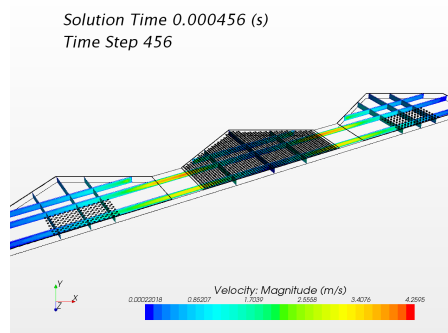 Solution Time 0.000456 (s)
Time Step 456
Y
X
Z
Velocity: Magnitude (m/s)
0.00022018 0.85207 1.7039 2.5558 3.4076 4.2595